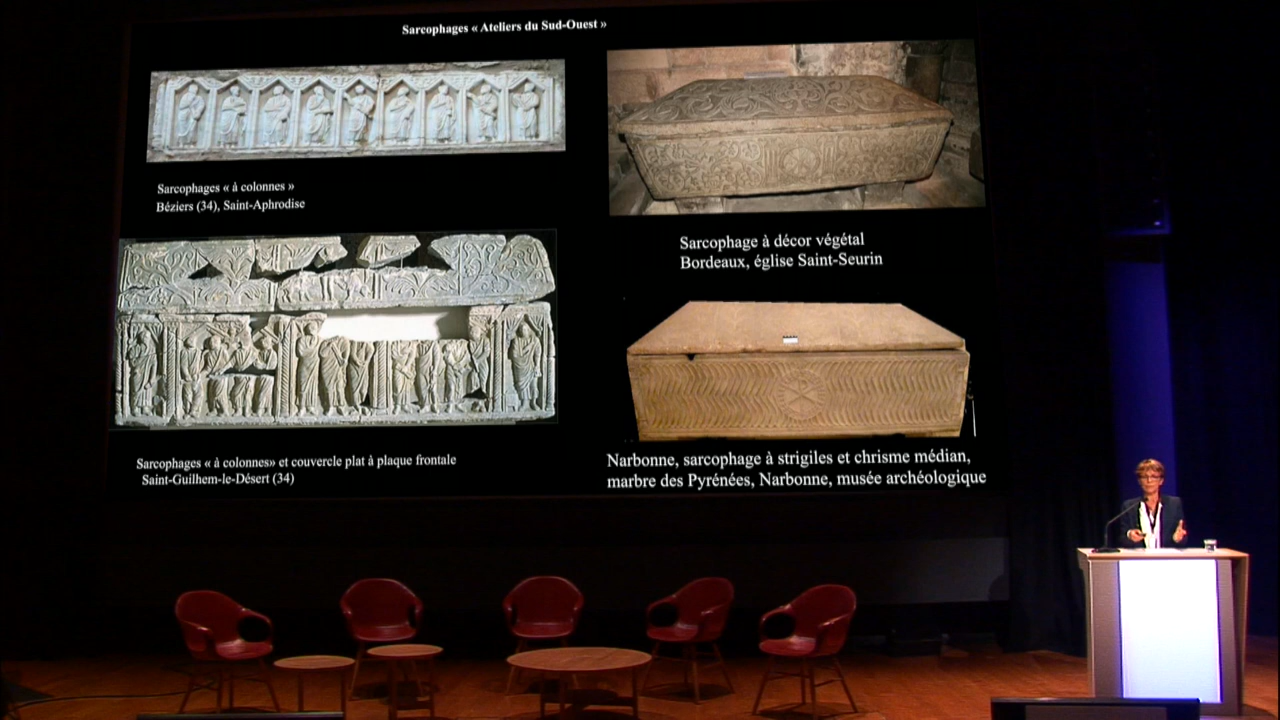 Sarcophages « Ateliers du Sud-Ouest »
Sarcophages « à colonnes »
Béziers (34), Saint-Aphrodise
Sarcophage à décor végétal
Bordeaux, église Saint-Seurin
Sarcophages « à colonnes» et couvercle plat à plaque frontale
Saint-Guilhem-le-Désert (34)
Narbonne, sarcophage à strigiles et chrisme médian,
marbre des Pyrénées, Narbonne, musée archéologique